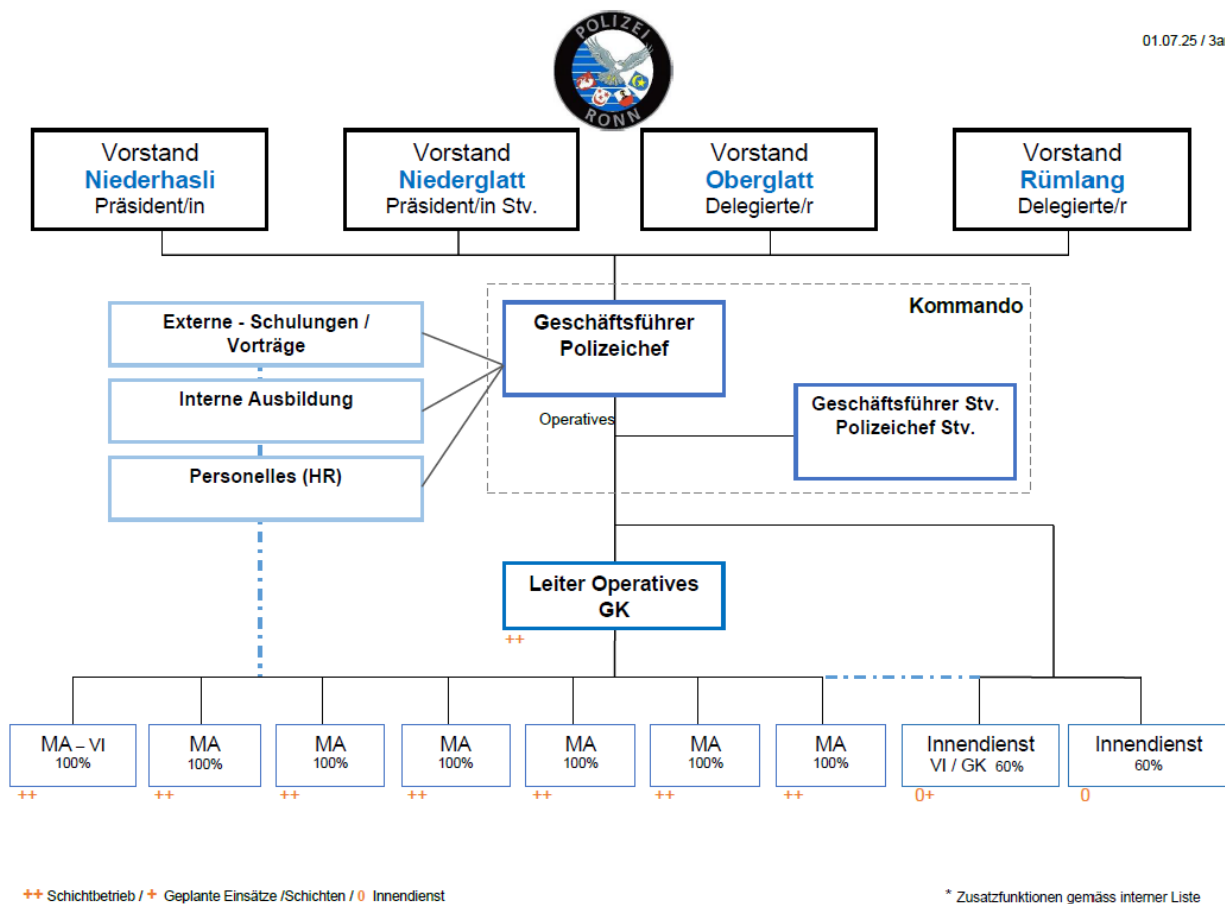 POLIZEI
RONN
01.07.25 / 3a
Vorstand
Niederhasli
Präsident/in
Vorstand
Niederglatt
Präsident/in Stv.
Vorstand
Oberglatt
Delegierte/r
Vorstand
Rümlang
Delegierte/r
Kommando
Externe - Schulungen /
Vorträge
Geschäftsführer
Polizeichef
Interne Ausbildung
Operatives
Geschäftsführer Stv.
Polizeichef Stv.
Personelles (HR)
Leiter Operatives
GK
++
MA – VI
100%
++
MA
100%
++
MA
100%
++
MA
100%
++
MA
100%
++
MA
100%
++
MA
100%
++
Innendienst
VI / GK 60%
0+
Innendienst
60%
0
++ Schichtbetrieb / + Geplante Einsätze /Schichten / 0 Innendienst
* Zusatzfunktionen gemäss interner Liste